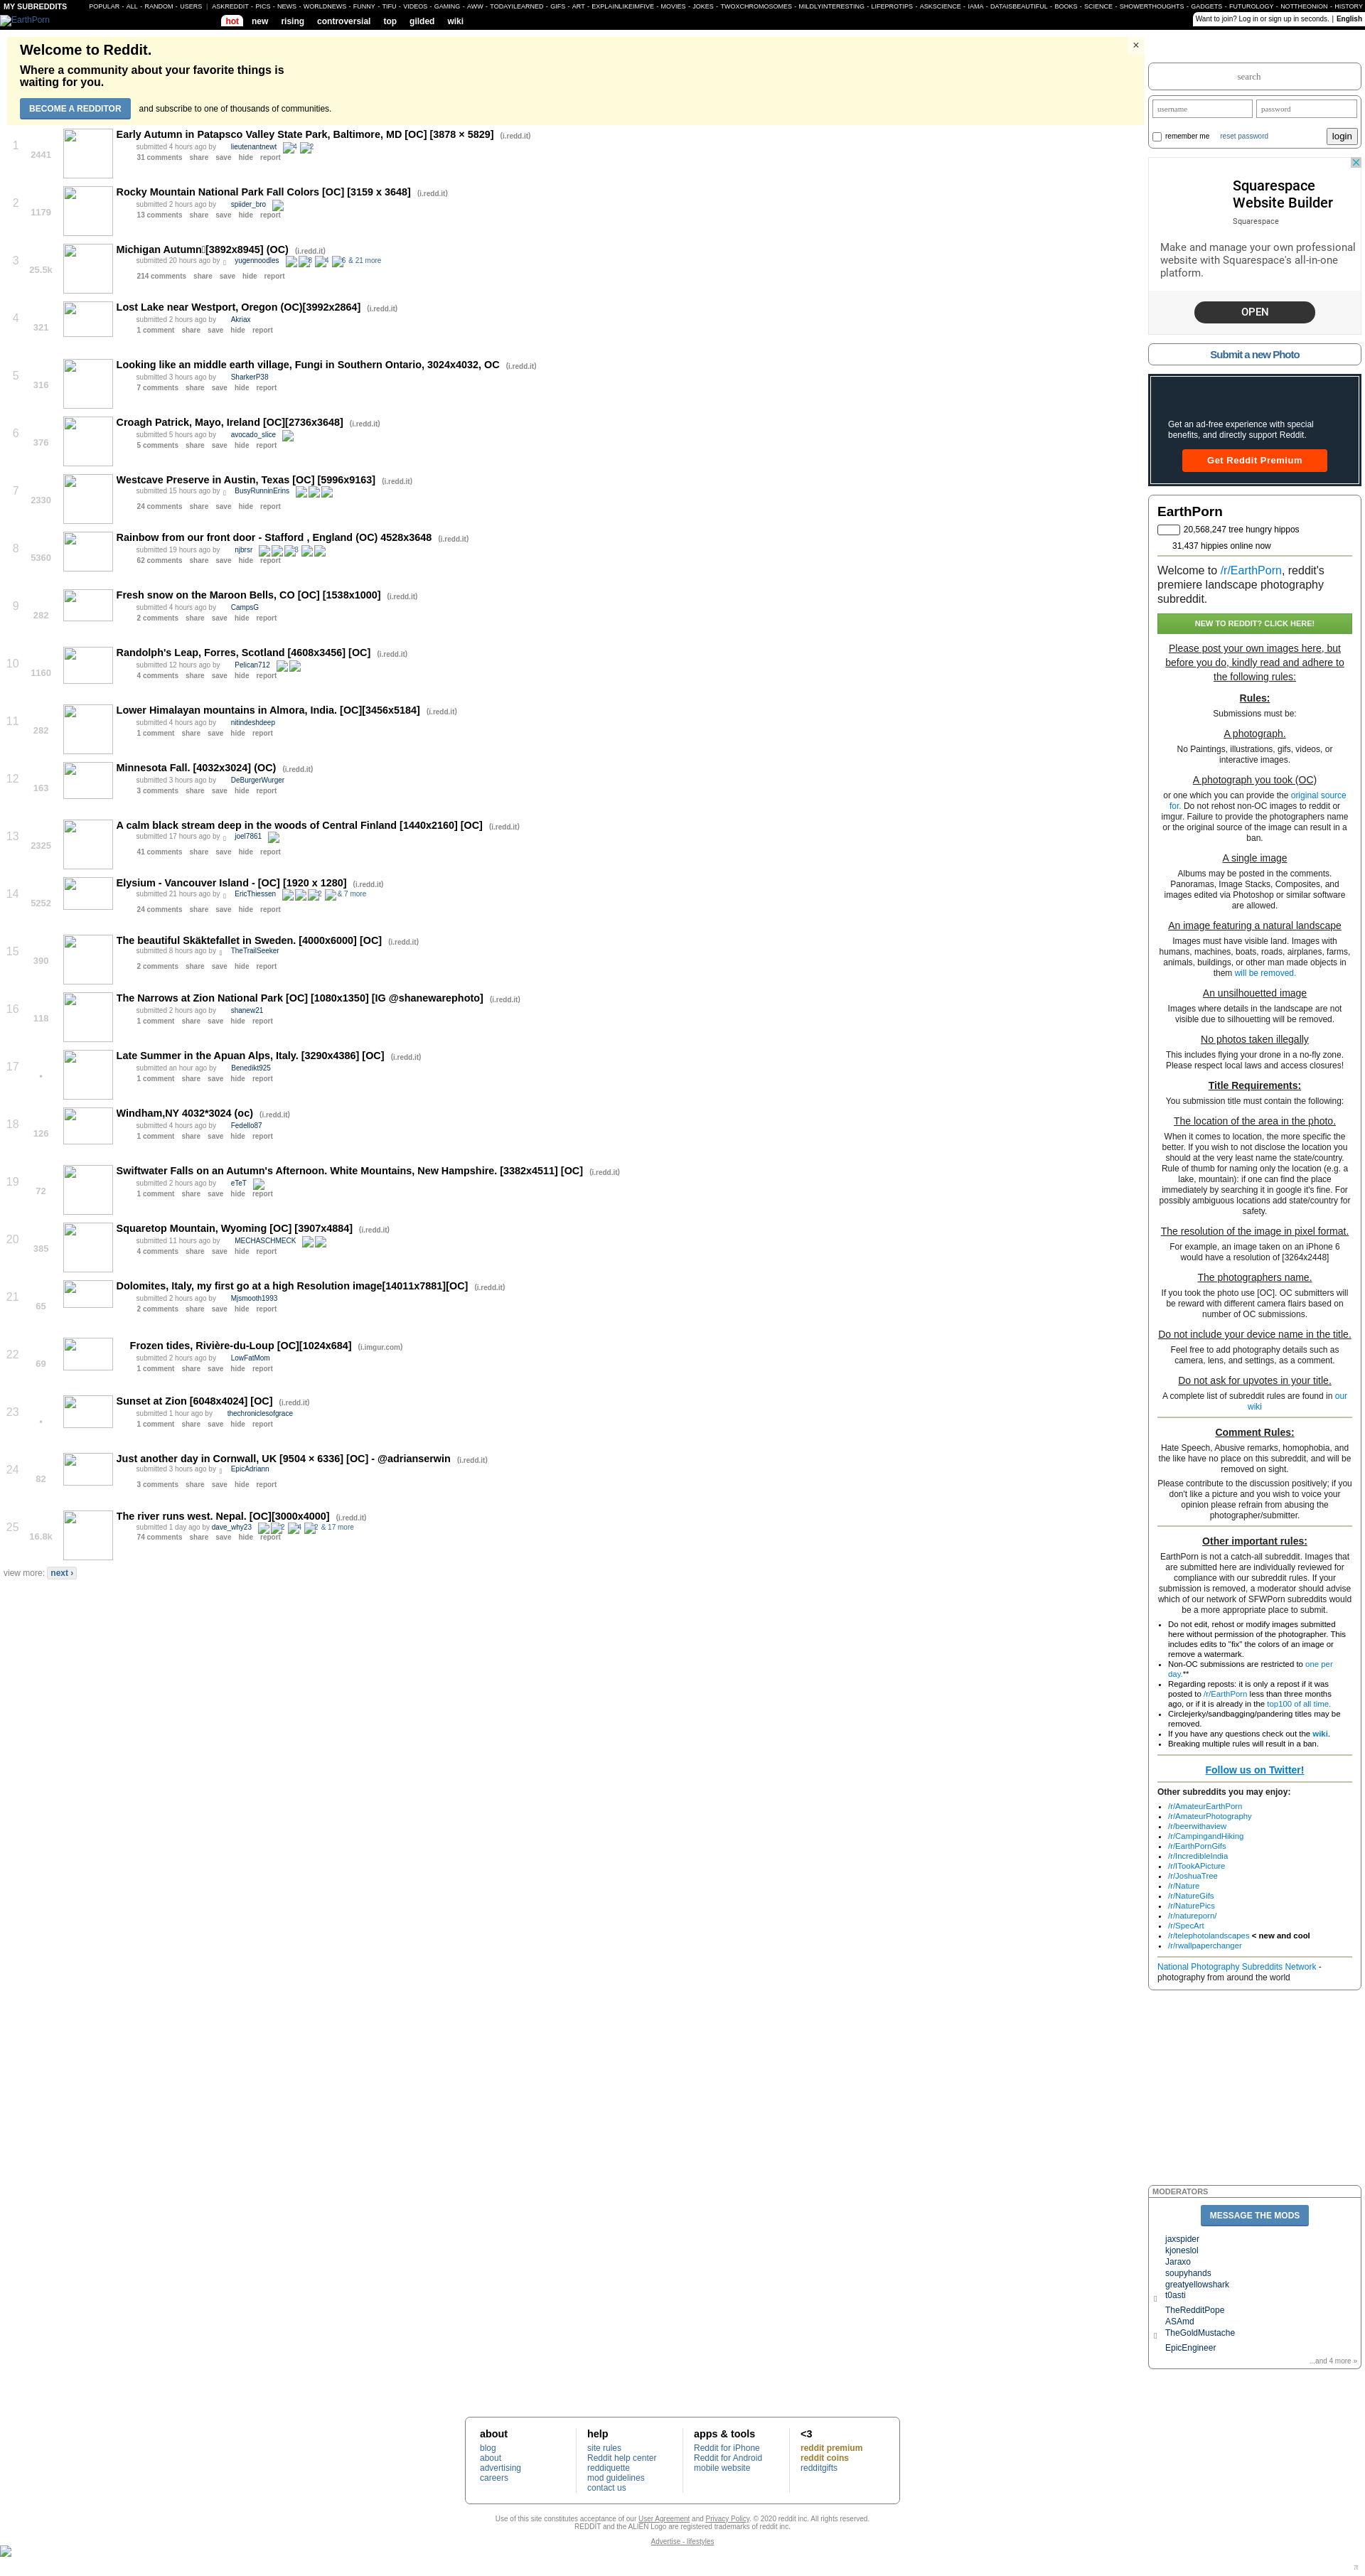 MY SUBREDDITS POPULAR - ALL - RANDOM - USERS | ASKREDDIT - PICS - NEWS - WORLDNEWS - FUNNY - TIFU - VIDEOS - GAMING - AWW - TODAYILEARNED - GIFS - ART - EXPLAINLIKEIMFIVE - MOVIES - JOKES - TWOXCHROMOSOMES - MILDLYINTERESTING - LIFEPROTIPS - ASKSCIENCE - IAMA - DATAISBEAUTIFUL - BOOKS - SCIENCE - SHOWERTHOUGHTS - GADGETS - FUTUROLOGY - NOTTHEONION - HISTORY
EarthPorn hot new rising controversial top gilded wiki
Want to join? Log in or sign up in seconds. | English
Welcome to Reddit.
Where a community about your favorite things is
waiting for you.
BECOME A REDDITOR and subscribe to one of thousands of communities.
×
1
2441
Early Autumn in Patapsco Valley State Park, Baltimore, MD [OC] [3878 × 5829] (i.redd.it)
submitted 4 hours ago by lieutenantnewt 4 2
31 comments share save hide report
2
1179
Rocky Mountain National Park Fall Colors [OC] [3159 x 3648] (i.redd.it)
submitted 2 hours ago by spiider_bro
13 comments share save hide report
3
25.5k
Michigan Autumn[3892x8945] (OC) (i.redd.it)
submitted 20 hours ago by yugennoodles 3 4 6 & 21 more
214 comments share save hide report
4
321
Lost Lake near Westport, Oregon (OC)[3992x2864] (i.redd.it)
submitted 2 hours ago by Akriax
1 comment share save hide report
5
316
Looking like an middle earth village, Fungi in Southern Ontario, 3024x4032, OC (i.redd.it)
submitted 3 hours ago by SharkerP38
7 comments share save hide report
6
376
Croagh Patrick, Mayo, Ireland [OC][2736x3648] (i.redd.it)
submitted 5 hours ago by avocado_slice
5 comments share save hide report
7
2330
Westcave Preserve in Austin, Texas [OC] [5996x9163] (i.redd.it)
submitted 15 hours ago by BusyRunninErins
24 comments share save hide report
8
5360
Rainbow from our front door - Stafford , England (OC) 4528x3648 (i.redd.it)
submitted 19 hours ago by njbrsr 3
62 comments share save hide report
9
282
Fresh snow on the Maroon Bells, CO [OC] [1538x1000] (i.redd.it)
submitted 4 hours ago by CampsG
2 comments share save hide report
10
1160
Randolph's Leap, Forres, Scotland [4608x3456] [OC] (i.redd.it)
submitted 12 hours ago by Pelican712
4 comments share save hide report
11
282
Lower Himalayan mountains in Almora, India. [OC][3456x5184] (i.redd.it)
submitted 4 hours ago by nitindeshdeep
1 comment share save hide report
12
163
Minnesota Fall. [4032x3024] (OC) (i.redd.it)
submitted 3 hours ago by DeBurgerWurger
3 comments share save hide report
13
2325
A calm black stream deep in the woods of Central Finland [1440x2160] [OC] (i.redd.it)
submitted 17 hours ago by joel7861
41 comments share save hide report
14
5252
Elysium - Vancouver Island - [OC] [1920 x 1280] (i.redd.it)
submitted 21 hours ago by EricThiessen 2 & 7 more
24 comments share save hide report
15
390
The beautiful Skäktefallet in Sweden. [4000x6000] [OC] (i.redd.it)
submitted 8 hours ago by TheTrailSeeker
2 comments share save hide report
16
118
The Narrows at Zion National Park [OC] [1080x1350] [IG @shanewarephoto] (i.redd.it)
submitted 2 hours ago by shanew21
1 comment share save hide report
17
•
Late Summer in the Apuan Alps, Italy. [3290x4386] [OC] (i.redd.it)
submitted an hour ago by Benedikt925
1 comment share save hide report
18
126
Windham,NY 4032*3024 (oc) (i.redd.it)
submitted 4 hours ago by Fedello87
1 comment share save hide report
19
72
Swiftwater Falls on an Autumn's Afternoon. White Mountains, New Hampshire. [3382x4511] [OC] (i.redd.it)
submitted 2 hours ago by eTeT
1 comment share save hide report
20
385
Squaretop Mountain, Wyoming [OC] [3907x4884] (i.redd.it)
submitted 11 hours ago by MECHASCHMECK
4 comments share save hide report
21
65
Dolomites, Italy, my first go at a high Resolution image[14011x7881][OC] (i.redd.it)
submitted 2 hours ago by Mjsmooth1993
2 comments share save hide report
22
69
Frozen tides, Rivière-du-Loup [OC][1024x684] (i.imgur.com)
submitted 2 hours ago by LowFatMom
1 comment share save hide report
23
•
Sunset at Zion [6048x4024] [OC] (i.redd.it)
submitted 1 hour ago by thechroniclesofgrace
1 comment share save hide report
24
82
Just another day in Cornwall, UK [9504 × 6336] [OC] - @adrianserwin (i.redd.it)
submitted 3 hours ago by EpicAdriann
3 comments share save hide report
25
16.8k
The river runs west. Nepal. [OC][3000x4000] (i.redd.it)
submitted 1 day ago by dave_why23 2 4 2 & 17 more
74 comments share save hide report
view more: next ›
search
username password
remember me reset password login
Squarespace
Website Builder
Squarespace
Make and manage your own professional
website with Squarespace's all-in-one
platform.
OPEN
Submit a new Photo
Get an ad-free experience with special
benefits, and directly support Reddit.
Get Reddit Premium
EarthPorn
20,568,247 tree hungry hippos
31,437 hippies online now
Welcome to /r/EarthPorn, reddit's
premiere landscape photography
subreddit.
NEW TO REDDIT? CLICK HERE!
Please post your own images here, but
before you do, kindly read and adhere to
the following rules:
Rules:
Submissions must be:
A photograph.
No Paintings, illustrations, gifs, videos, or
interactive images.
A photograph you took (OC)
or one which you can provide the original source
for. Do not rehost non-OC images to reddit or
imgur. Failure to provide the photographers name
or the original source of the image can result in a
ban.
A single image
Albums may be posted in the comments.
Panoramas, Image Stacks, Composites, and
images edited via Photoshop or similar software
are allowed.
An image featuring a natural landscape
Images must have visible land. Images with
humans, machines, boats, roads, airplanes, farms,
animals, buildings, or other man made objects in
them will be removed.
An unsilhouetted image
Images where details in the landscape are not
visible due to silhouetting will be removed.
No photos taken illegally
This includes flying your drone in a no-fly zone.
Please respect local laws and access closures!
Title Requirements:
You submission title must contain the following:
The location of the area in the photo.
When it comes to location, the more specific the
better. If you wish to not disclose the location you
should at the very least name the state/country.
Rule of thumb for naming only the location (e.g. a
lake, mountain): if one can find the place
immediately by searching it in google it's fine. For
possibly ambiguous locations add state/country for
safety.
The resolution of the image in pixel format.
For example, an image taken on an iPhone 6
would have a resolution of [3264x2448]
The photographers name.
If you took the photo use [OC]. OC submitters will
be reward with different camera flairs based on
number of OC submissions.
Do not include your device name in the title.
Feel free to add photography details such as
camera, lens, and settings, as a comment.
Do not ask for upvotes in your title.
A complete list of subreddit rules are found in our
wiki
Comment Rules:
Hate Speech, Abusive remarks, homophobia, and
the like have no place on this subreddit, and will be
removed on sight.
Please contribute to the discussion positively; if you
don't like a picture and you wish to voice your
opinion please refrain from abusing the
photographer/submitter.
Other important rules:
EarthPorn is not a catch-all subreddit. Images that
are submitted here are individually reviewed for
compliance with our subreddit rules. If your
submission is removed, a moderator should advise
which of our network of SFWPorn subreddits would
be a more appropriate place to submit.
• Do not edit, rehost or modify images submitted
here without permission of the photographer. This
includes edits to "fix" the colors of an image or
remove a watermark.
• Non-OC submissions are restricted to one per
day.**
• Regarding reposts: it is only a repost if it was
posted to /r/EarthPorn less than three months
ago, or if it is already in the top100 of all time.
• Circlejerky/sandbagging/pandering titles may be
removed.
• If you have any questions check out the wiki.
• Breaking multiple rules will result in a ban.
Follow us on Twitter!
Other subreddits you may enjoy:
• /r/AmateurEarthPorn
• /r/AmateurPhotography
• /r/beerwithaview
• /r/CampingandHiking
• /r/EarthPornGifs
• /r/IncredibleIndia
• /r/ITookAPicture
• /r/JoshuaTree
• /r/Nature
• /r/NatureGifs
• /r/NaturePics
• /r/natureporn/
• /r/SpecArt
• /r/telephotolandscapes < new and cool
• /r/rwallpaperchanger
National Photography Subreddits Network -
photography from around the world
MODERATORS
MESSAGE THE MODS
jaxspider
kjoneslol
Jaraxo
soupyhands
greatyellowshark
t0asti
TheRedditPope
ASAmd
TheGoldMustache
EpicEngineer
...and 4 more »
about
blog
about
advertising
careers
help
site rules
Reddit help center
reddiquette
mod guidelines
contact us
apps & tools
Reddit for iPhone
Reddit for Android
mobile website
<3
reddit premium
reddit coins
redditgifts
Use of this site constitutes acceptance of our User Agreement and Privacy Policy. © 2020 reddit inc. All rights reserved.
REDDIT and the ALIEN Logo are registered trademarks of reddit inc.
Advertise - lifestyles
π